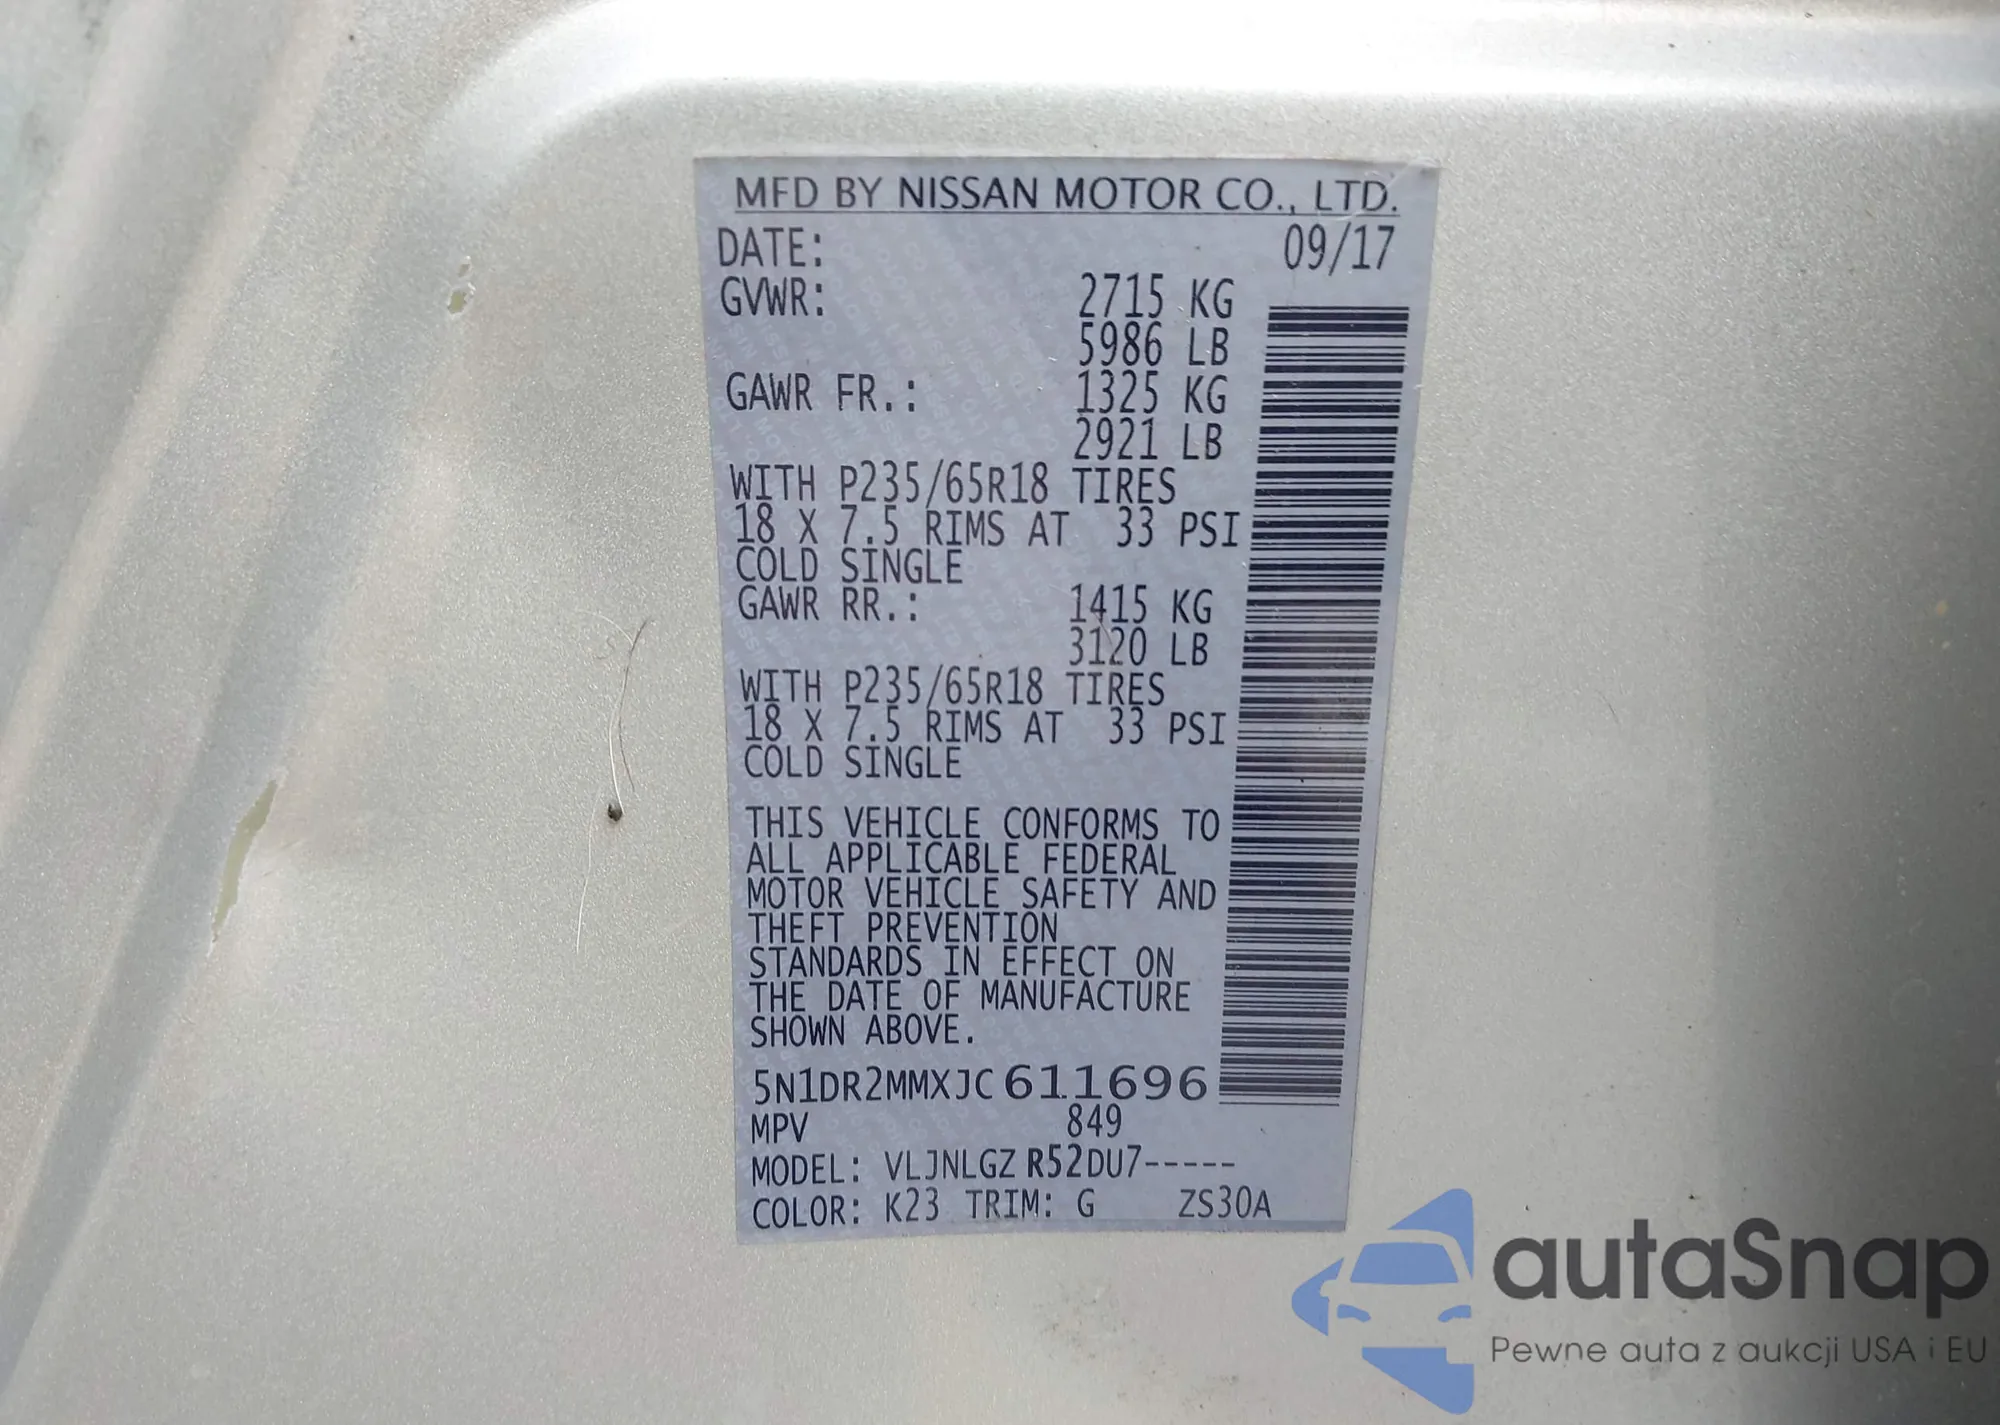 MFD BY NISSAN MOTOR CO., LTD.
DATE: 09/17
GVWR: 2715 KG
5986 LB
GAWR FR.: 1325 KG
2921 LB
WITH P235/65R18 TIRES
18 X 7.5 RIMS AT 33 PSI
COLD SINGLE
GAWR RR.: 1415 KG
3120 LB
WITH P235/65R18 TIRES
18 X 7.5 RIMS AT 33 PSI
COLD SINGLE
THIS VEHICLE CONFORMS TO
ALL APPLICABLE FEDERAL
MOTOR VEHICLE SAFETY AND
THEFT PREVENTION
STANDARDS IN EFFECT ON
THE DATE OF MANUFACTURE
SHOWN ABOVE.
5N1DR2MMXJC611696
MPV 849
MODEL: VLJNLGZ R52DU7-----
COLOR: K23 TRIM: G ZS30A
autaSnap
Pewne auta z aukcji USA i EU